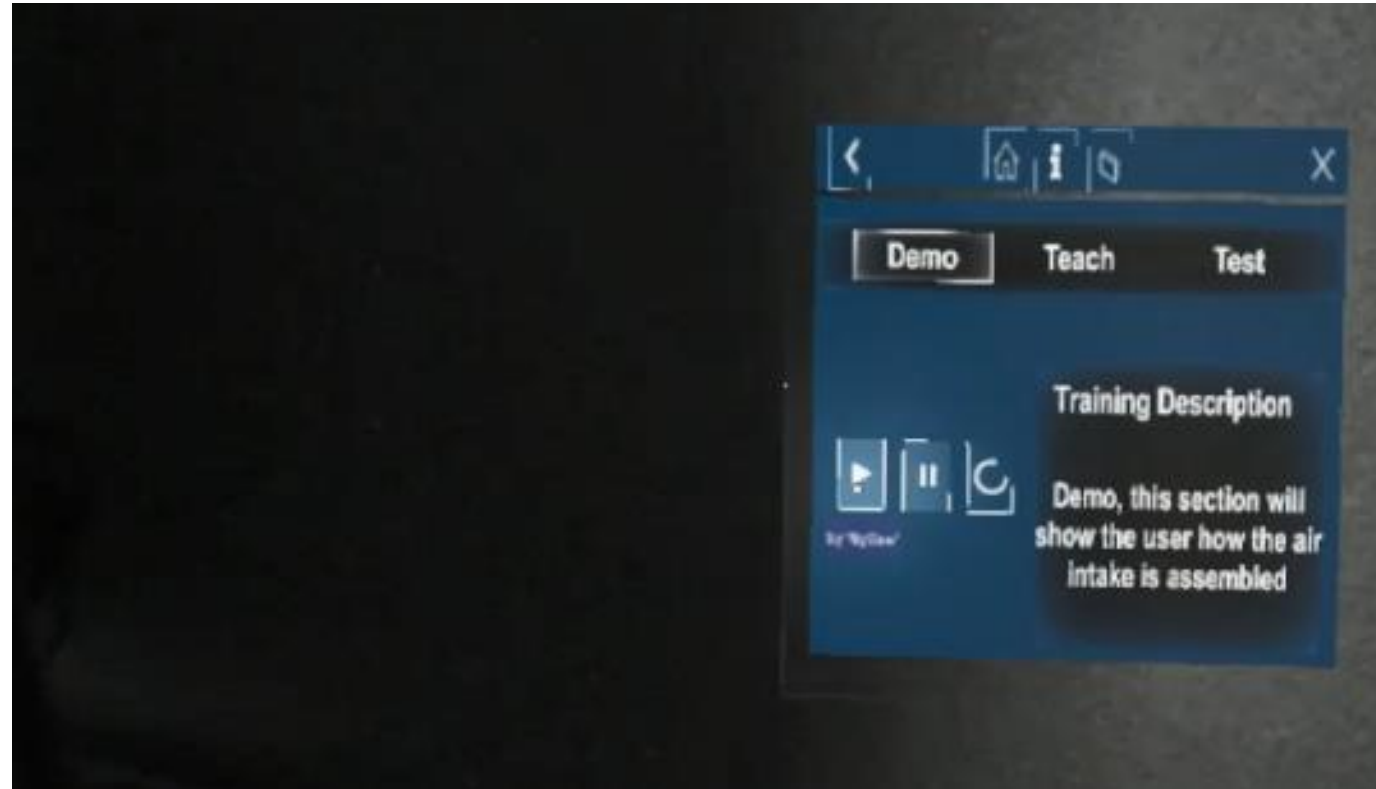 Demo Teach Test
Training Description
Demo, this section will
show the user how the air
intake is assembled